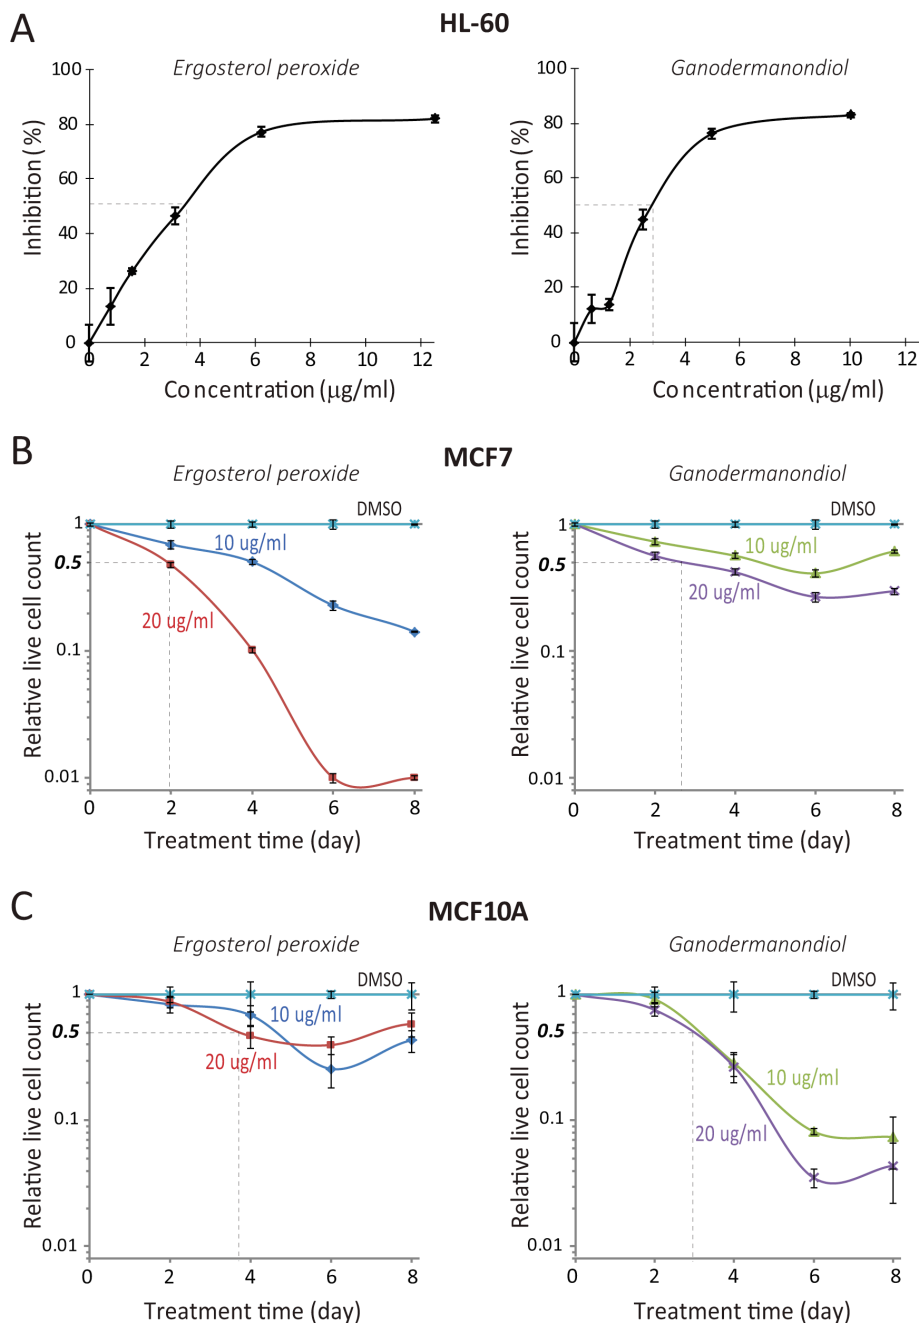 A
HL-60
Ergosterol peroxide
Ganodermanondiol
100
80
60
40
20
0
Inhibition (%)
0 2 4 6 8 10 12
Concentration (µg/ml)
100
80
60
40
20
0
Inhibition (%)
0 2 4 6 8 10 12
Concentration (µg/ml)
B
MCF7
Ergosterol peroxide
Ganodermanondiol
DMSO
10 ug/ml
20 ug/ml
1
0.5
0.1
0.01
Relative live cell count
0 2 4 6 8
Treatment time (day)
DMSO
10 ug/ml
20 ug/ml
1
0.5
0.1
0.01
Relative live cell count
0 2 4 6 8
Treatment time (day)
C
MCF10A
Ergosterol peroxide
Ganodermanondiol
DMSO
10 ug/ml
20 ug/ml
1
0.5
0.1
0.01
Relative live cell count
0 2 4 6 8
Treatment time (day)
DMSO
10 ug/ml
20 ug/ml
1
0.5
0.1
0.01
Relative live cell count
0 2 4 6 8
Treatment time (day)